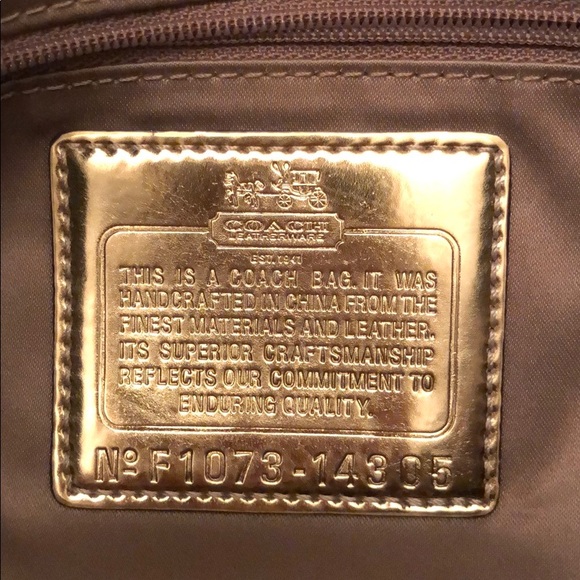 COACH
LEATHERWARE
EST. 1941
THIS IS A COACH BAG. IT WAS
HANDCRAFTED IN CHINA FROM THE
FINEST MATERIALS AND LEATHER.
ITS SUPERIOR CRAFTSMANSHIP
REFLECTS OUR COMMITMENT TO
ENDURING QUALITY.
Nº F1073-14305